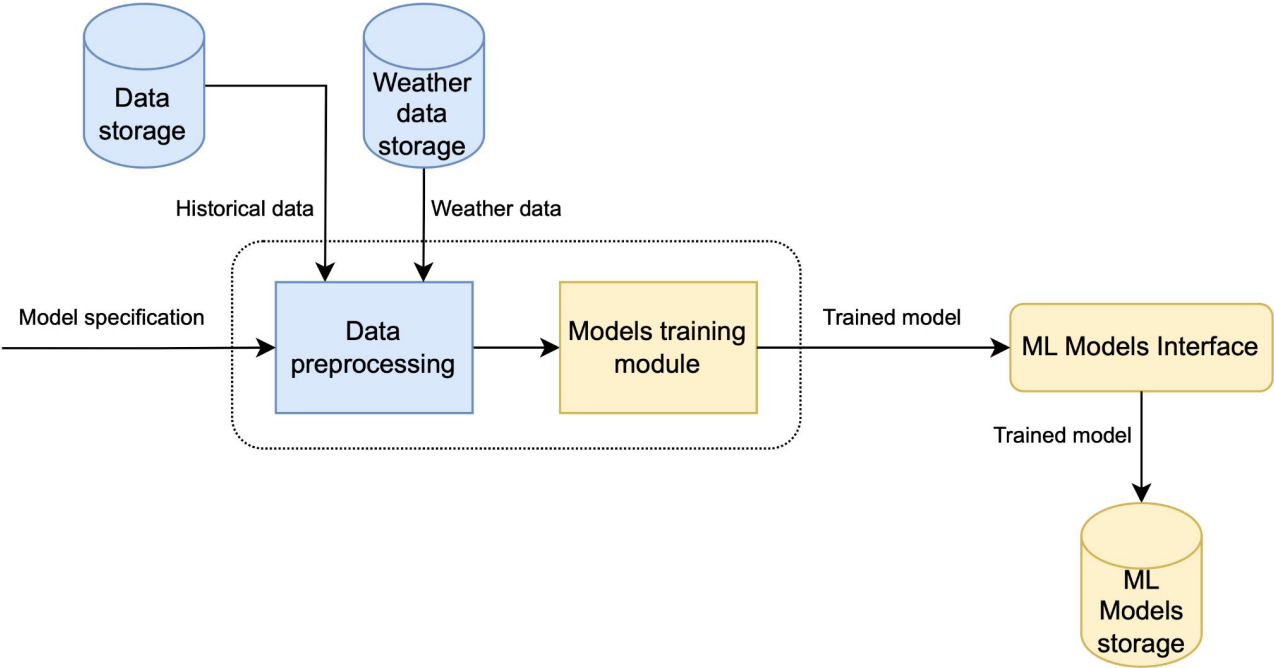 Data
storage
Weather
data
storage
Historical data
Weather data
Model specification
Data
preprocessing
Models training
module
Trained model
ML Models Interface
Trained model
ML
Models
storage